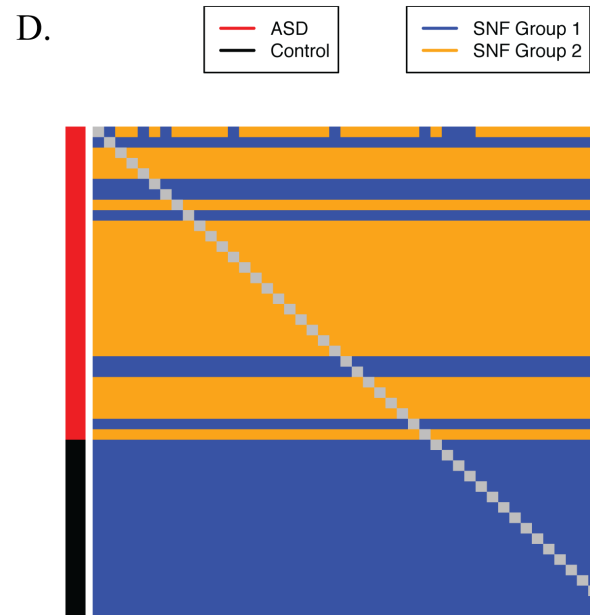 D.
ASD
Control
SNF Group 1
SNF Group 2